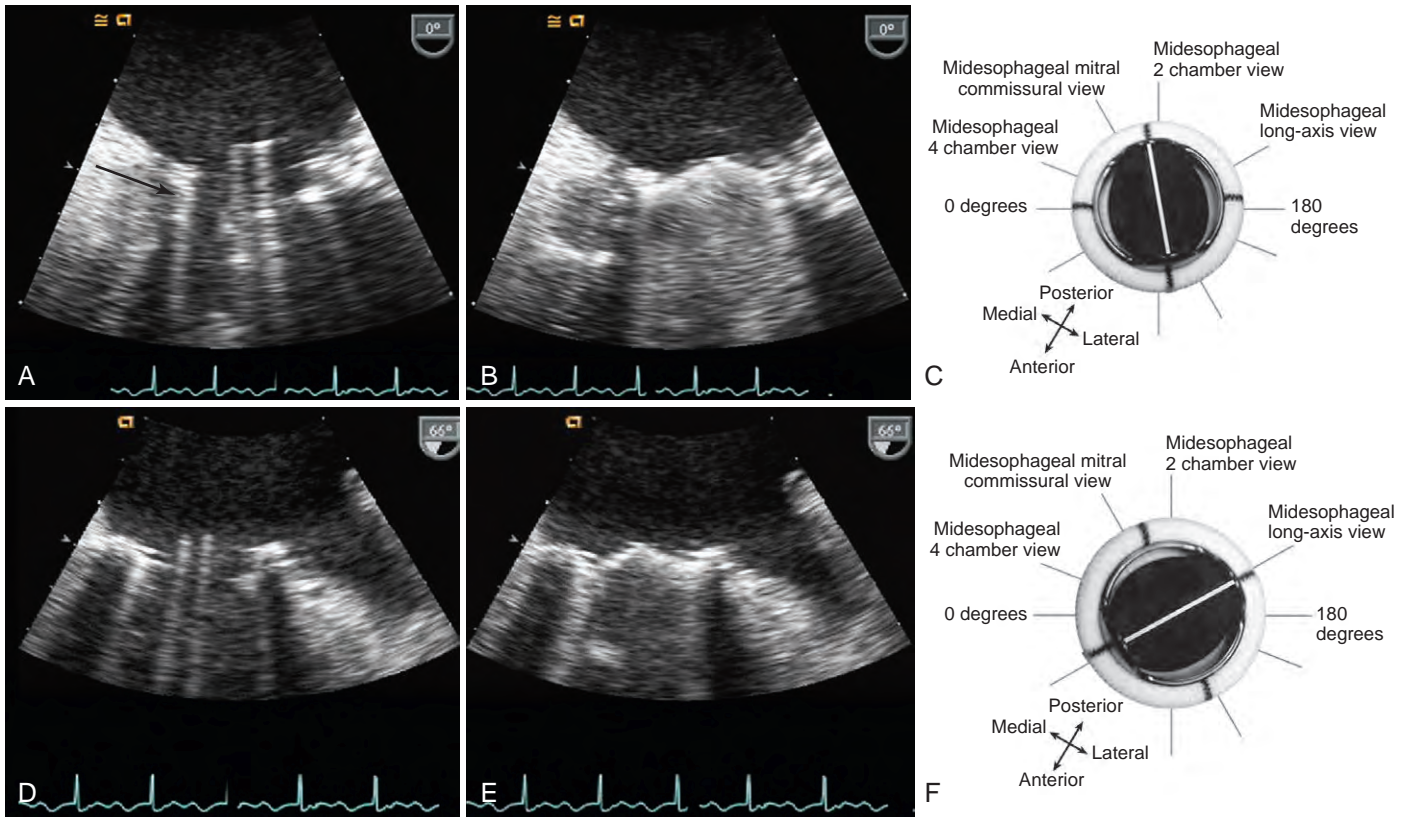 0°
A
0°
B
Midesophageal
2 chamber view
Midesophageal mitral
commissural view
Midesophageal
long-axis view
Midesophageal
4 chamber view
0 degrees
180
degrees
Posterior
Medial
Lateral
Anterior
C
66°
D
66°
E
Midesophageal
2 chamber view
Midesophageal mitral
commissural view
Midesophageal
long-axis view
Midesophageal
4 chamber view
0 degrees
180
degrees
Posterior
Medial
Lateral
Anterior
F